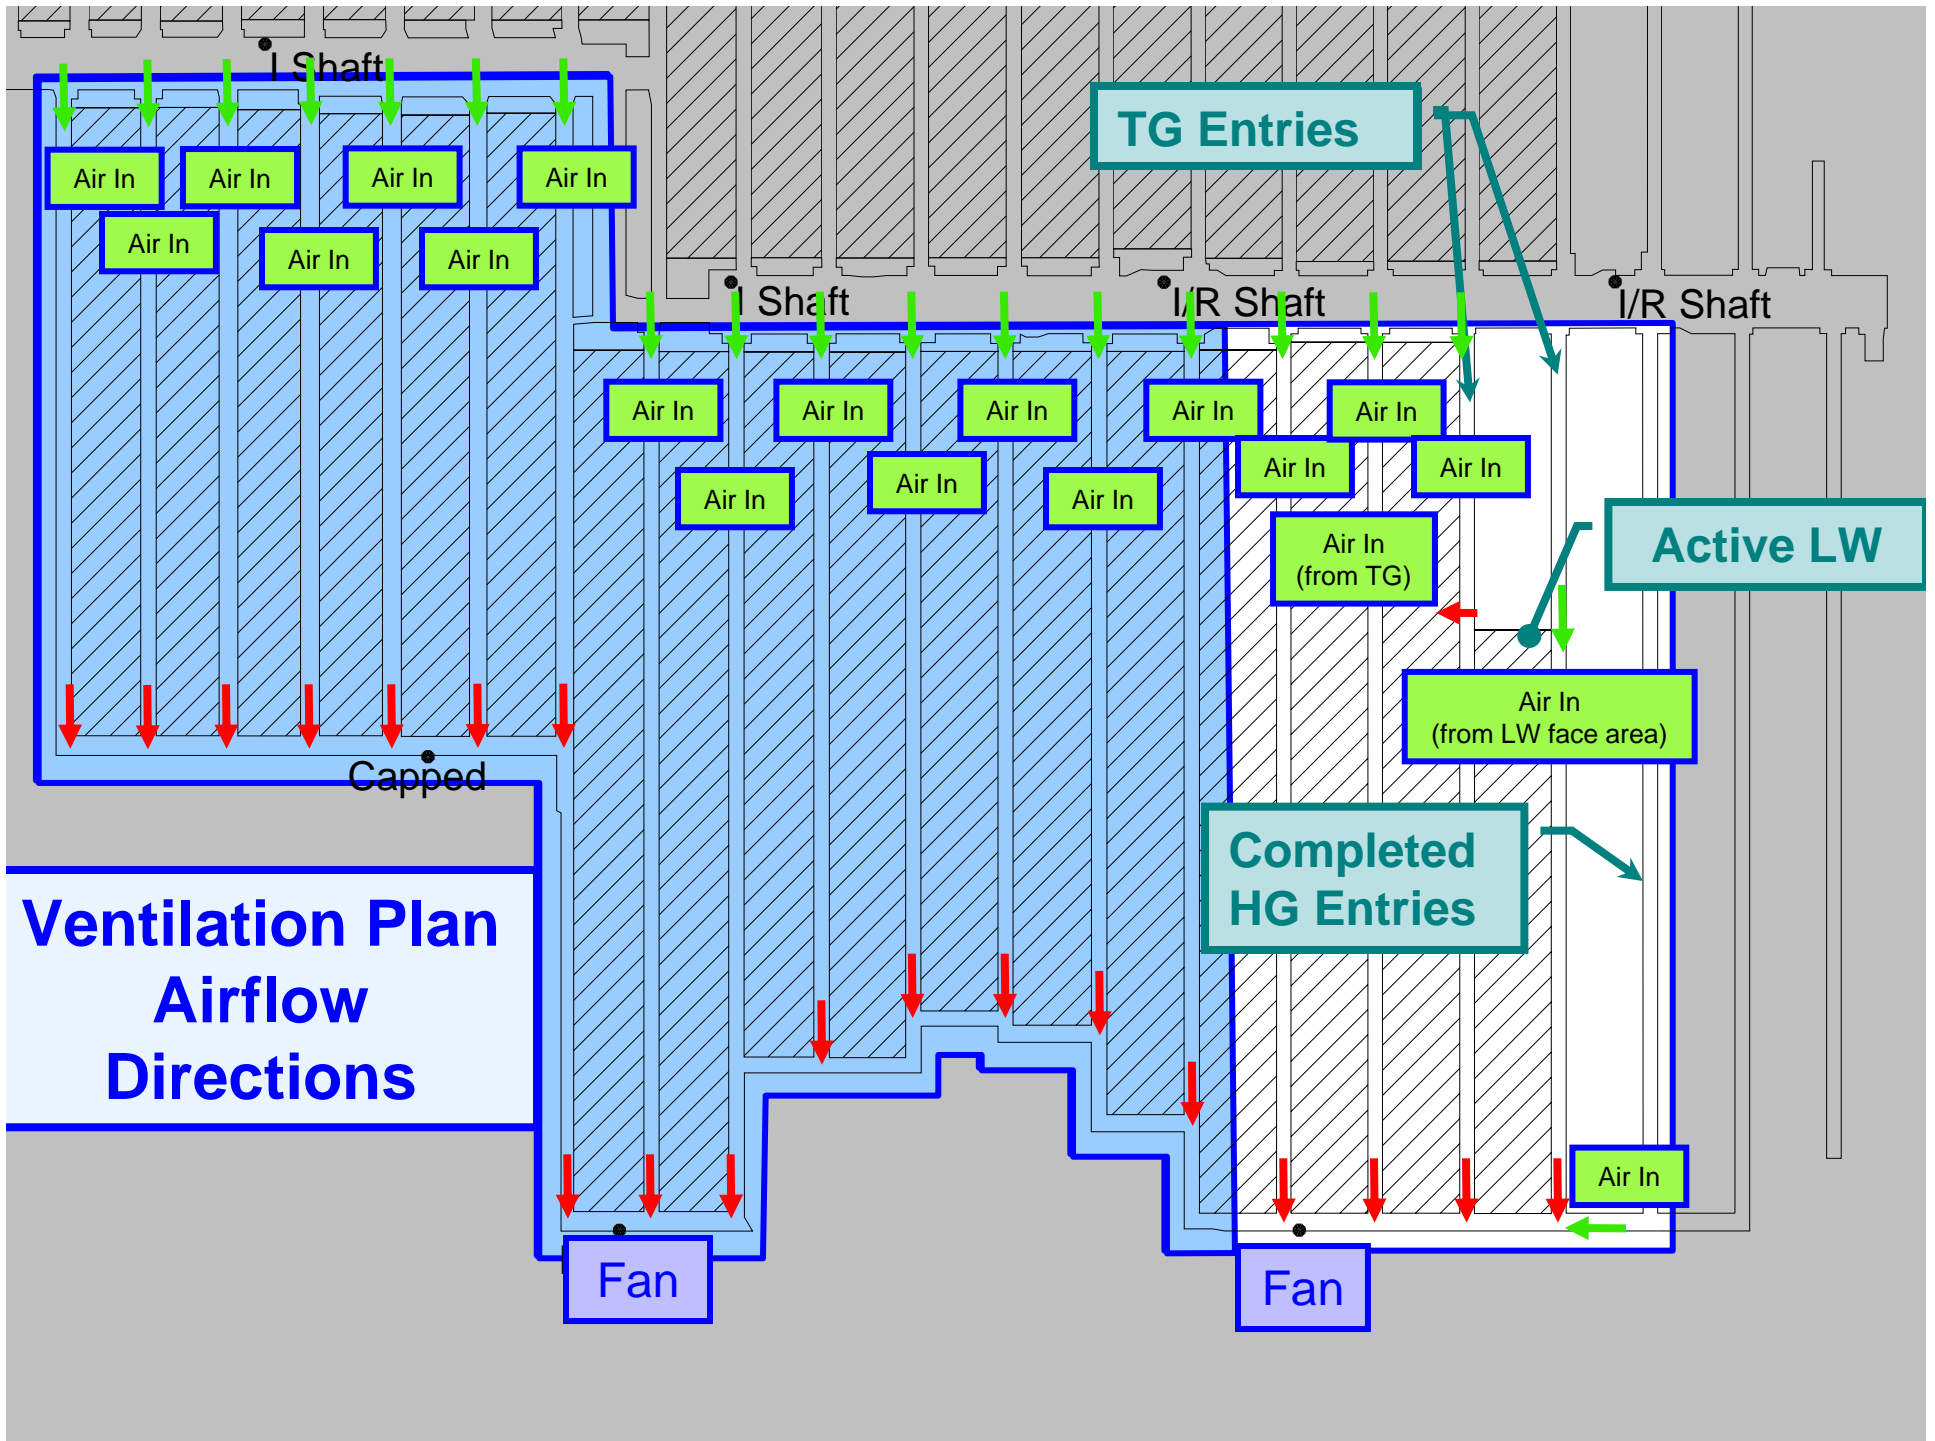 I Shaft
TG Entries
Air In
Air In
Air In
Air In
Air In
Air In
Air In
I Shaft
I/R Shaft
I/R Shaft
Air In
Air In
Air In
Air In
Air In
Air In
Air In
Air In
Air In
Air In
Air In
(from TG)
Active LW
Air In
(from LW face area)
Capped
Completed
HG Entries
Ventilation Plan
Airflow
Directions
Air In
Fan
Fan